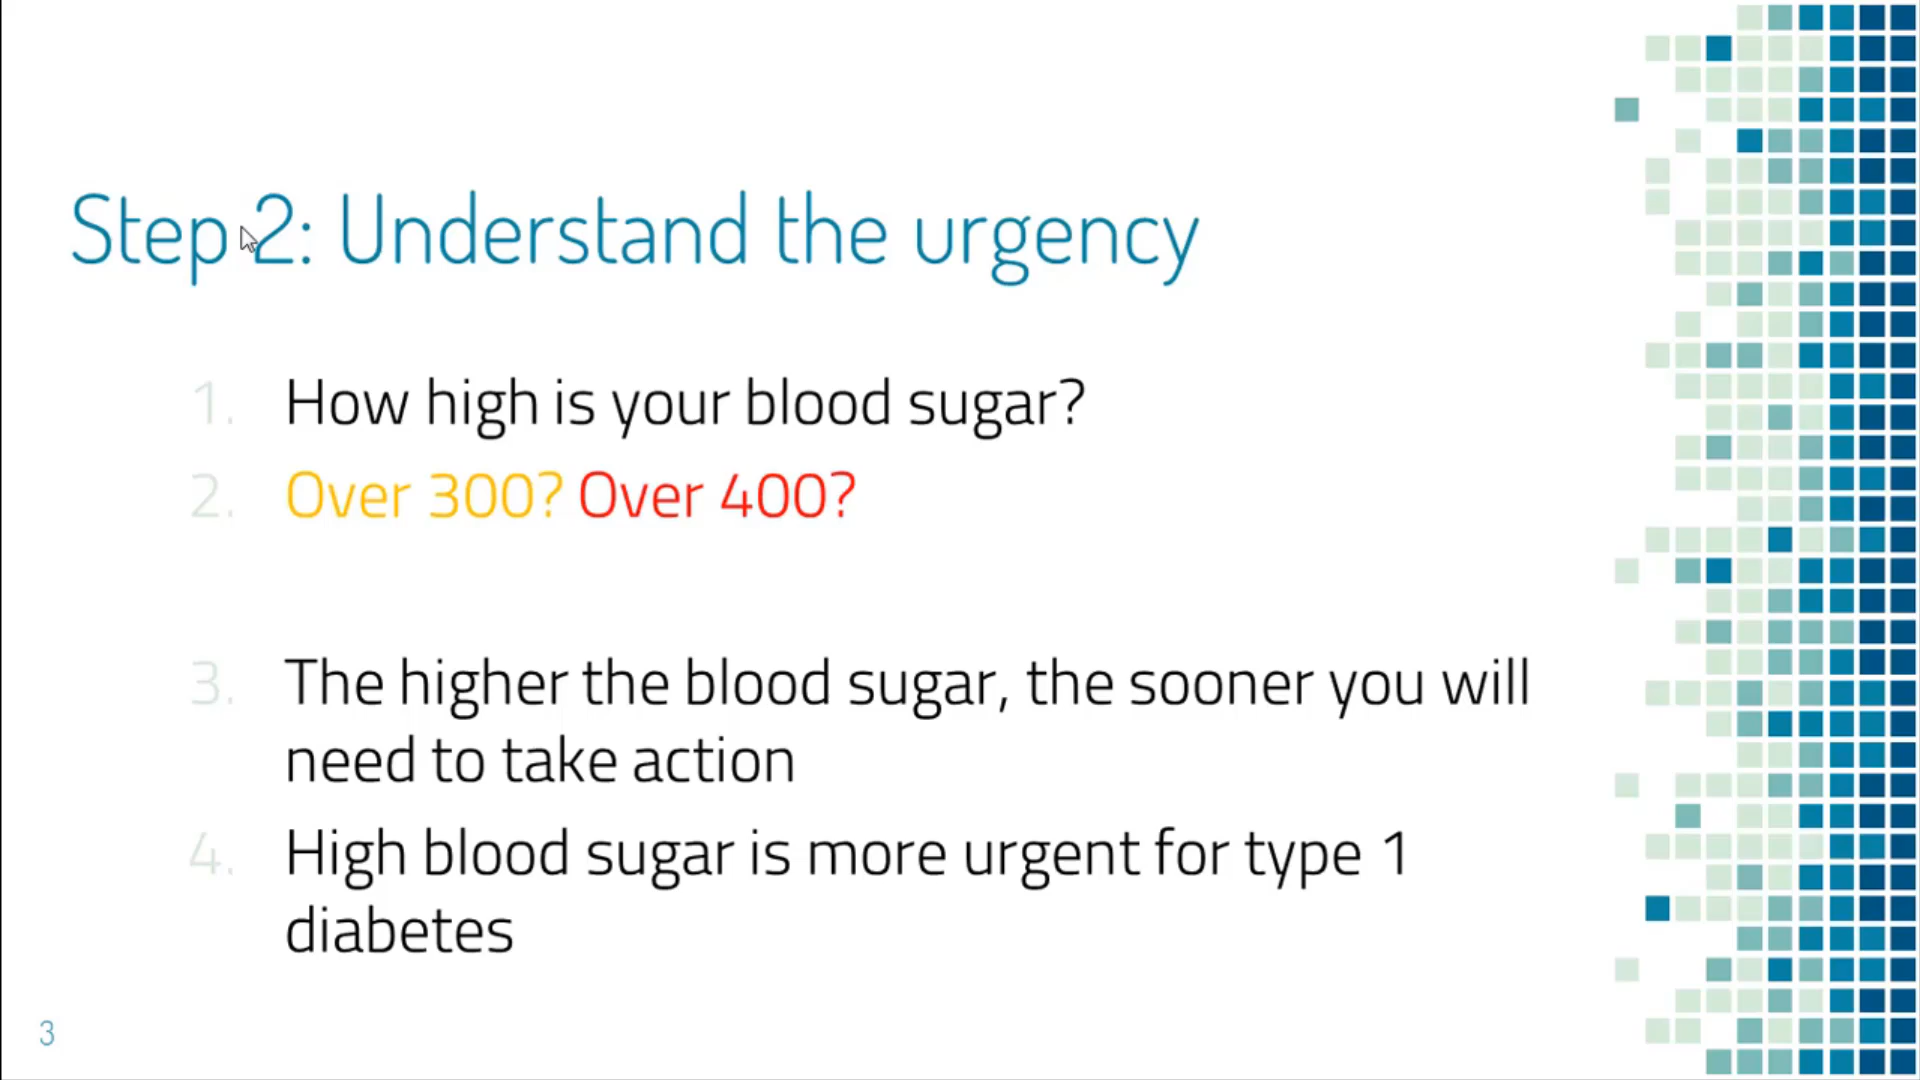 Step 2: Understand the urgency
1. How high is your blood sugar?
2. Over 300? Over 400?
3. The higher the blood sugar, the sooner you will
need to take action
4. High blood sugar is more urgent for type 1
diabetes
3